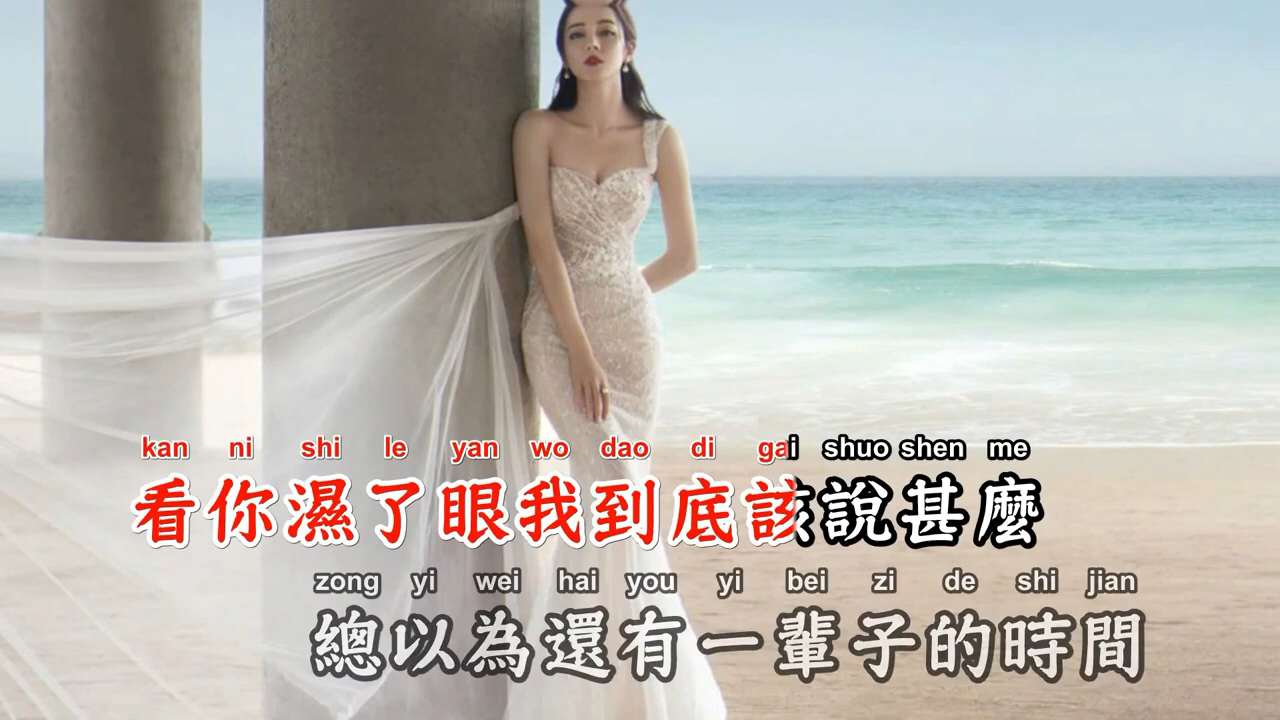 kan ni shi le yan wo dao di gai shuo shen me
看你濕了眼我到底該說甚麼
zong yi wei hai you yi bei zi de shi jian
總以為還有一輩子的時間